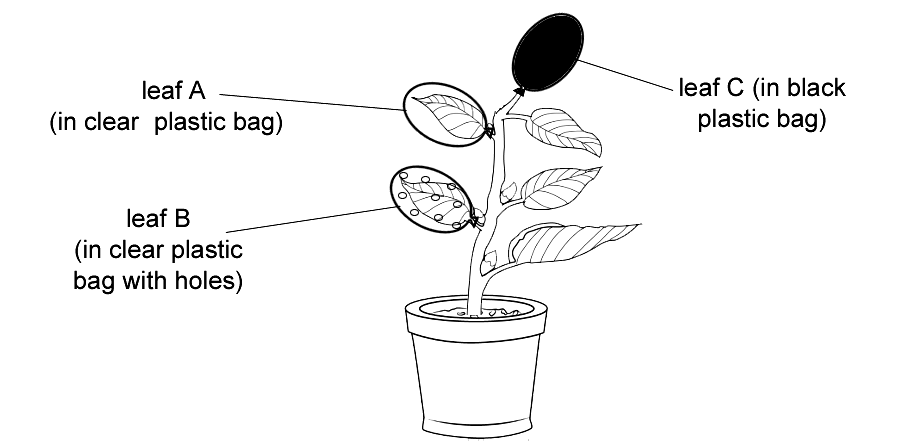 leaf A
(in clear plastic bag)
leaf C (in black
plastic bag)
leaf B
(in clear plastic
bag with holes)